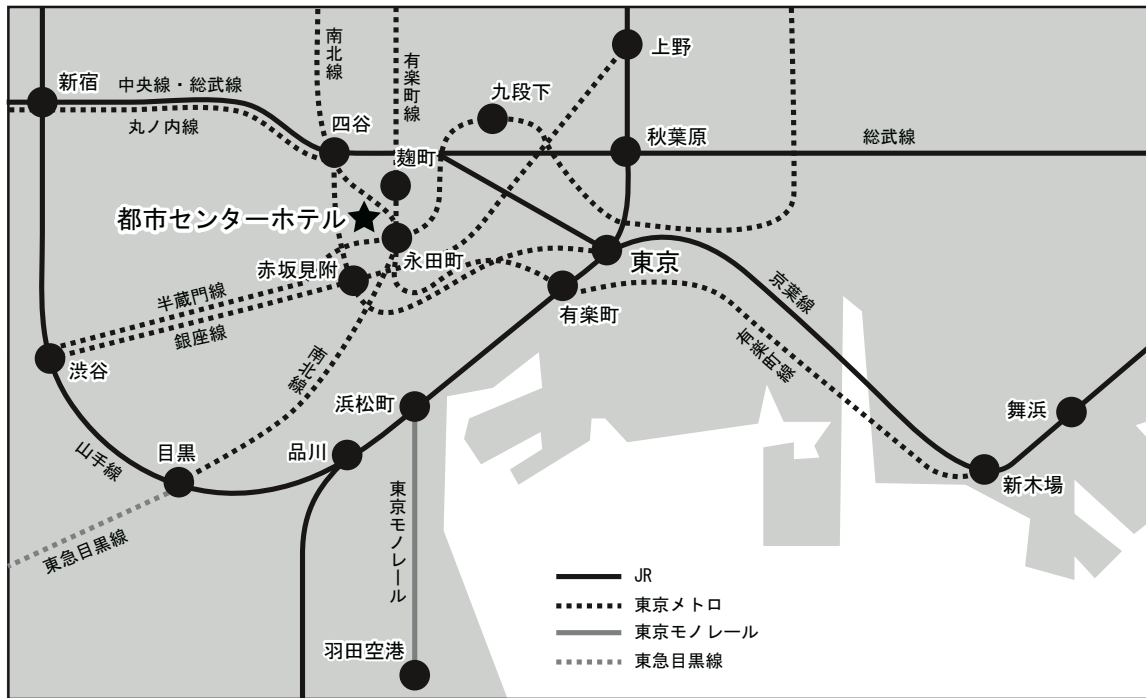 上野
南北線
有楽町線
新宿
中央線・総武線
九段下
丸ノ内線
四谷
秋葉原
総武線
麹町
都市センターホテル
永田町
東京
赤坂見附
半蔵門線
銀座線
有楽町
京葉線
有楽町線
南北線
渋谷
浜松町
舞浜
山手線
目黒
品川
新木場
東京モノレール
東急目黒線
羽田空港
JR
東京メトロ
東京モノレール
東急目黒線